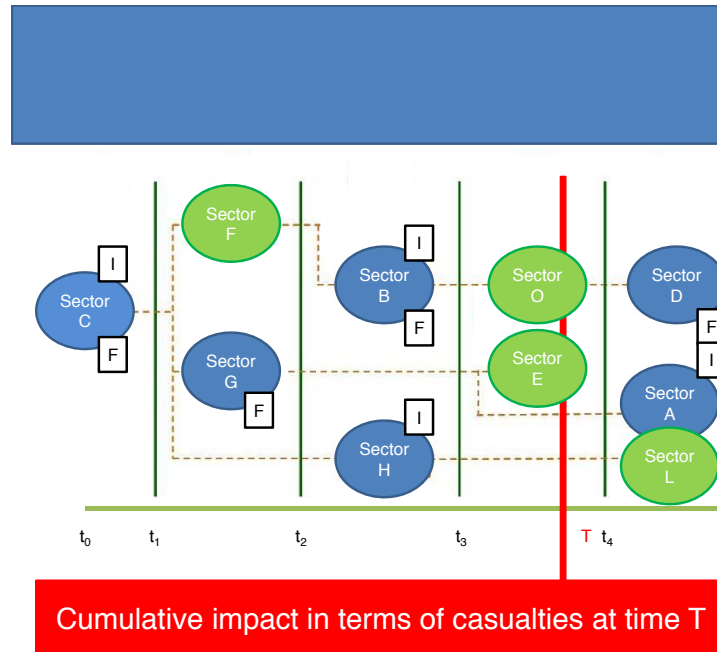 Sector
F
I
Sector
C
F
I
Sector
B
F
Sector
O
Sector
D
F
Sector
G
F
Sector
E
I
Sector
A
I
Sector
H
Sector
L
t0 t1 t2 t3 T t4
Cumulative impact in terms of casualties at time T